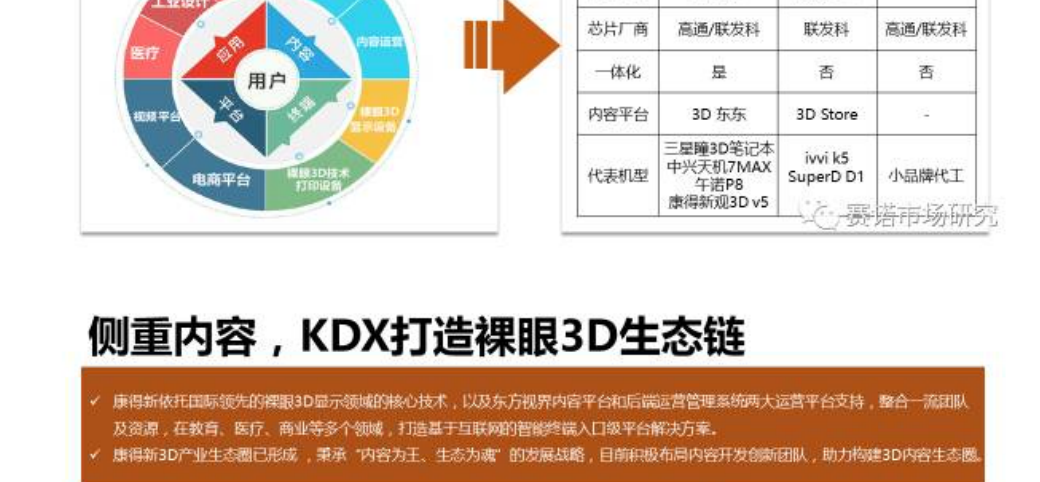 工业设计
医疗
应用
内容
内容运营
用户
视频平台
平台
终端
裸眼3D
显示设备
电商平台
裸眼3D技术
打印设备
芯片厂商 高通/联发科 联发科 高通/联发科
一体化 是 否 否
内容平台 3D 东东 3D Store -
代表机型 三星瞳3D笔记本 中兴天机7MAX 午诺P8 康得新观3D v5 ivvi k5 SuperD D1 小品牌代工
赛诺市场研究
侧重内容，KDX打造裸眼3D生态链
✓ 康得新依托国际领先的裸眼3D显示领域的核心技术，以及东方视界内容平台和后端运营管理系统两大运营平台支持，整合一流团队
及资源，在教育、医疗、商业等多个领域，打造基于互联网的智能终端入口级平台解决方案。
✓ 康得新3D产业生态圈已形成 ，秉承“内容为王、生态为魂”的发展战略，目前积极布局内容开发创新团队，助力构建3D内容生态圈。